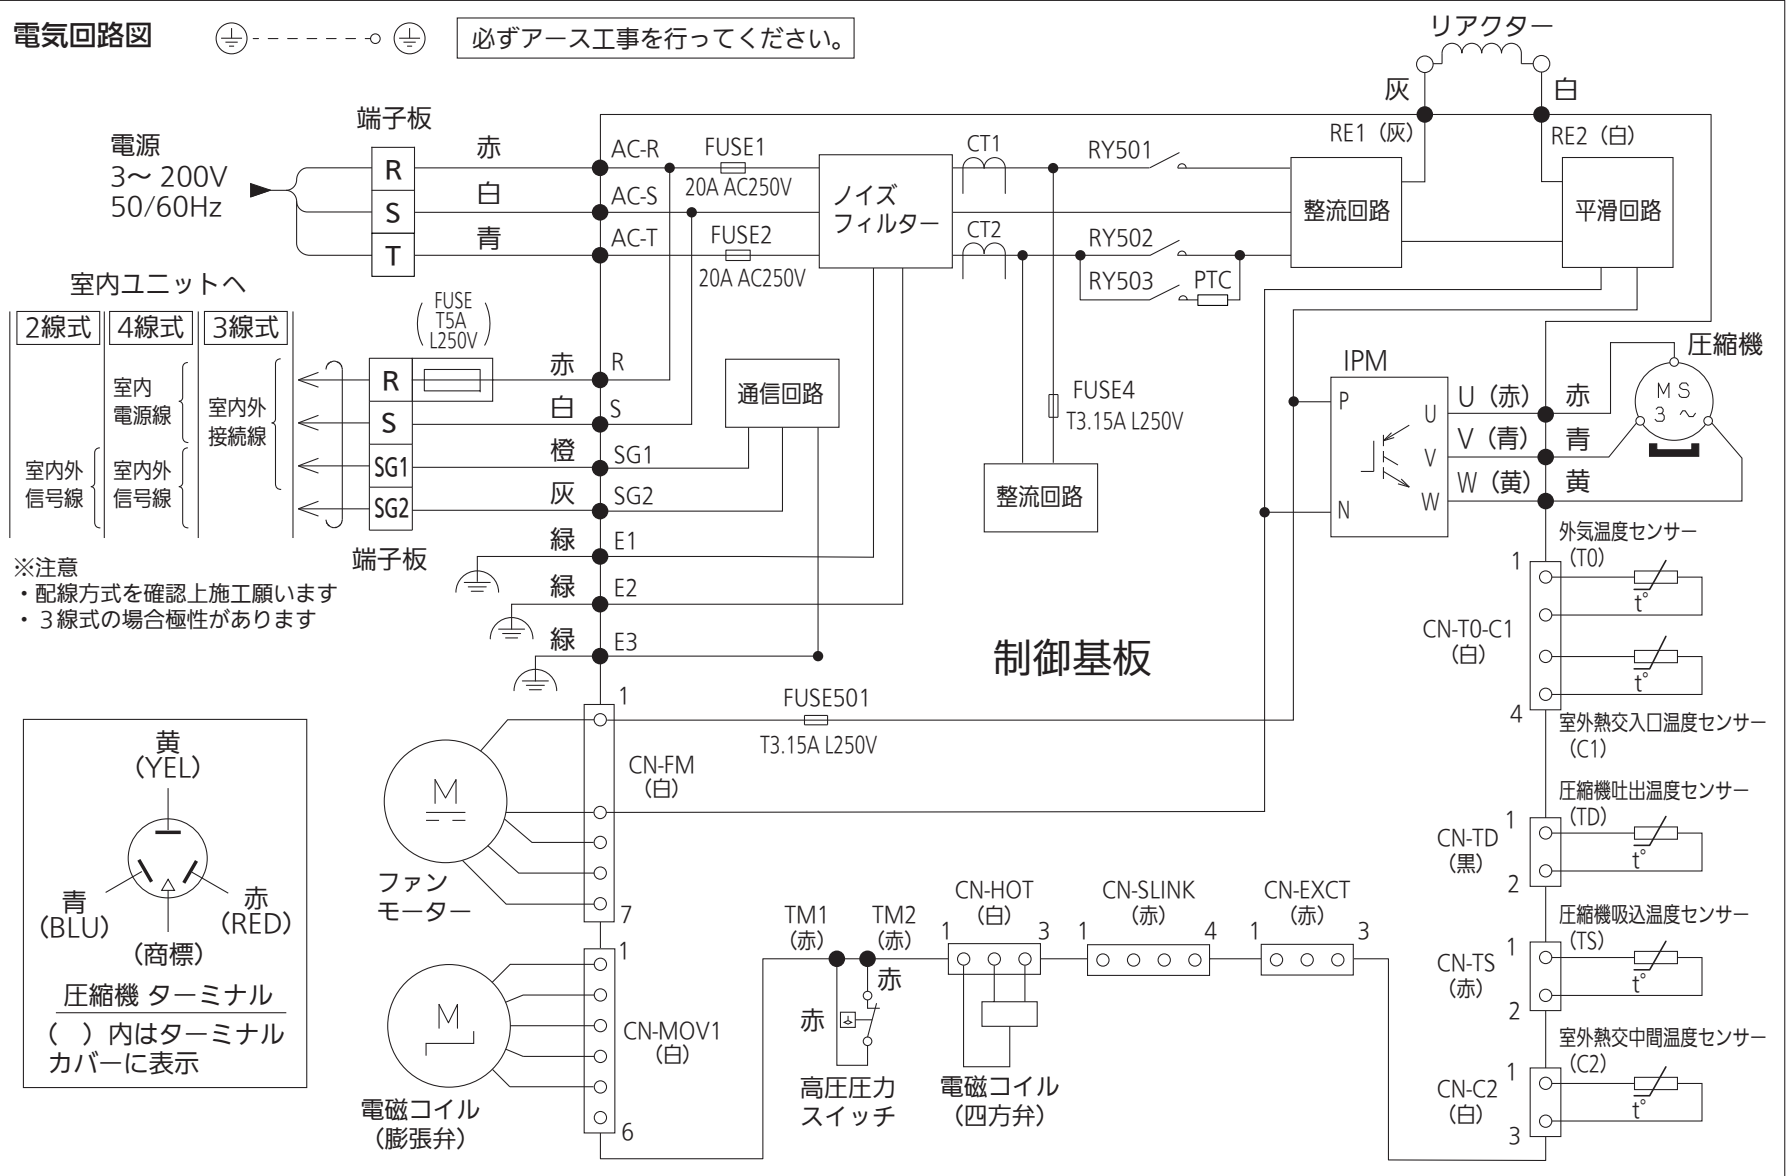 電気回路図
必ずアース工事を行ってください。
リアクター
灰
白
RE1（灰）
RE2（白）
端子板
電源
3〜 200V
50/60Hz
R
S
T
赤
白
青
AC-R
AC-S
AC-T
FUSE1
20A AC250V
FUSE2
20A AC250V
ノイズ
フィルター
CT1
CT2
RY501
RY502
RY503
PTC
整流回路
平滑回路
室内ユニットへ
2線式
4線式
3線式
室内
電源線
室内外
接続線
室内外
信号線
室内外
信号線
(FUSE
T5A
L250V)
R
S
SG1
SG2
端子板
赤
白
橙
灰
緑
緑
緑
R
S
SG1
SG2
E1
E2
E3
通信回路
FUSE4
T3.15A L250V
整流回路
IPM
P
N
U
V
W
U（赤）
V（青）
W（黄）
赤
青
黄
圧縮機
MS
3 〜
※注意
・配線方式を確認上施工願います
・３線式の場合極性があります
制御基板
外気温度センサー
(T0)
1
t°
CN-T0-C1
(白)
t°
4
室外熱交入口温度センサー
(C1)
圧縮機吐出温度センサー
(TD)
1
CN-TD
(黒)
t°
2
圧縮機吸込温度センサー
(TS)
1
CN-TS
(赤)
t°
2
室外熱交中間温度センサー
(C2)
1
CN-C2
(白)
t°
3
黄
(YEL)
青
(BLU)
赤
(RED)
(商標)
圧縮機 ターミナル
(　) 内はターミナル
カバーに表示
1
FUSE501
T3.15A L250V
CN-FM
(白)
M
ファン
モーター
7
1
M
CN-MOV1
(白)
電磁コイル
(膨張弁)
6
TM1
(赤)
TM2
(赤)
赤
赤
高圧圧力
スイッチ
CN-HOT
(白)
1
3
電磁コイル
(四方弁)
CN-SLINK
(赤)
1
4
CN-EXCT
(赤)
1
3